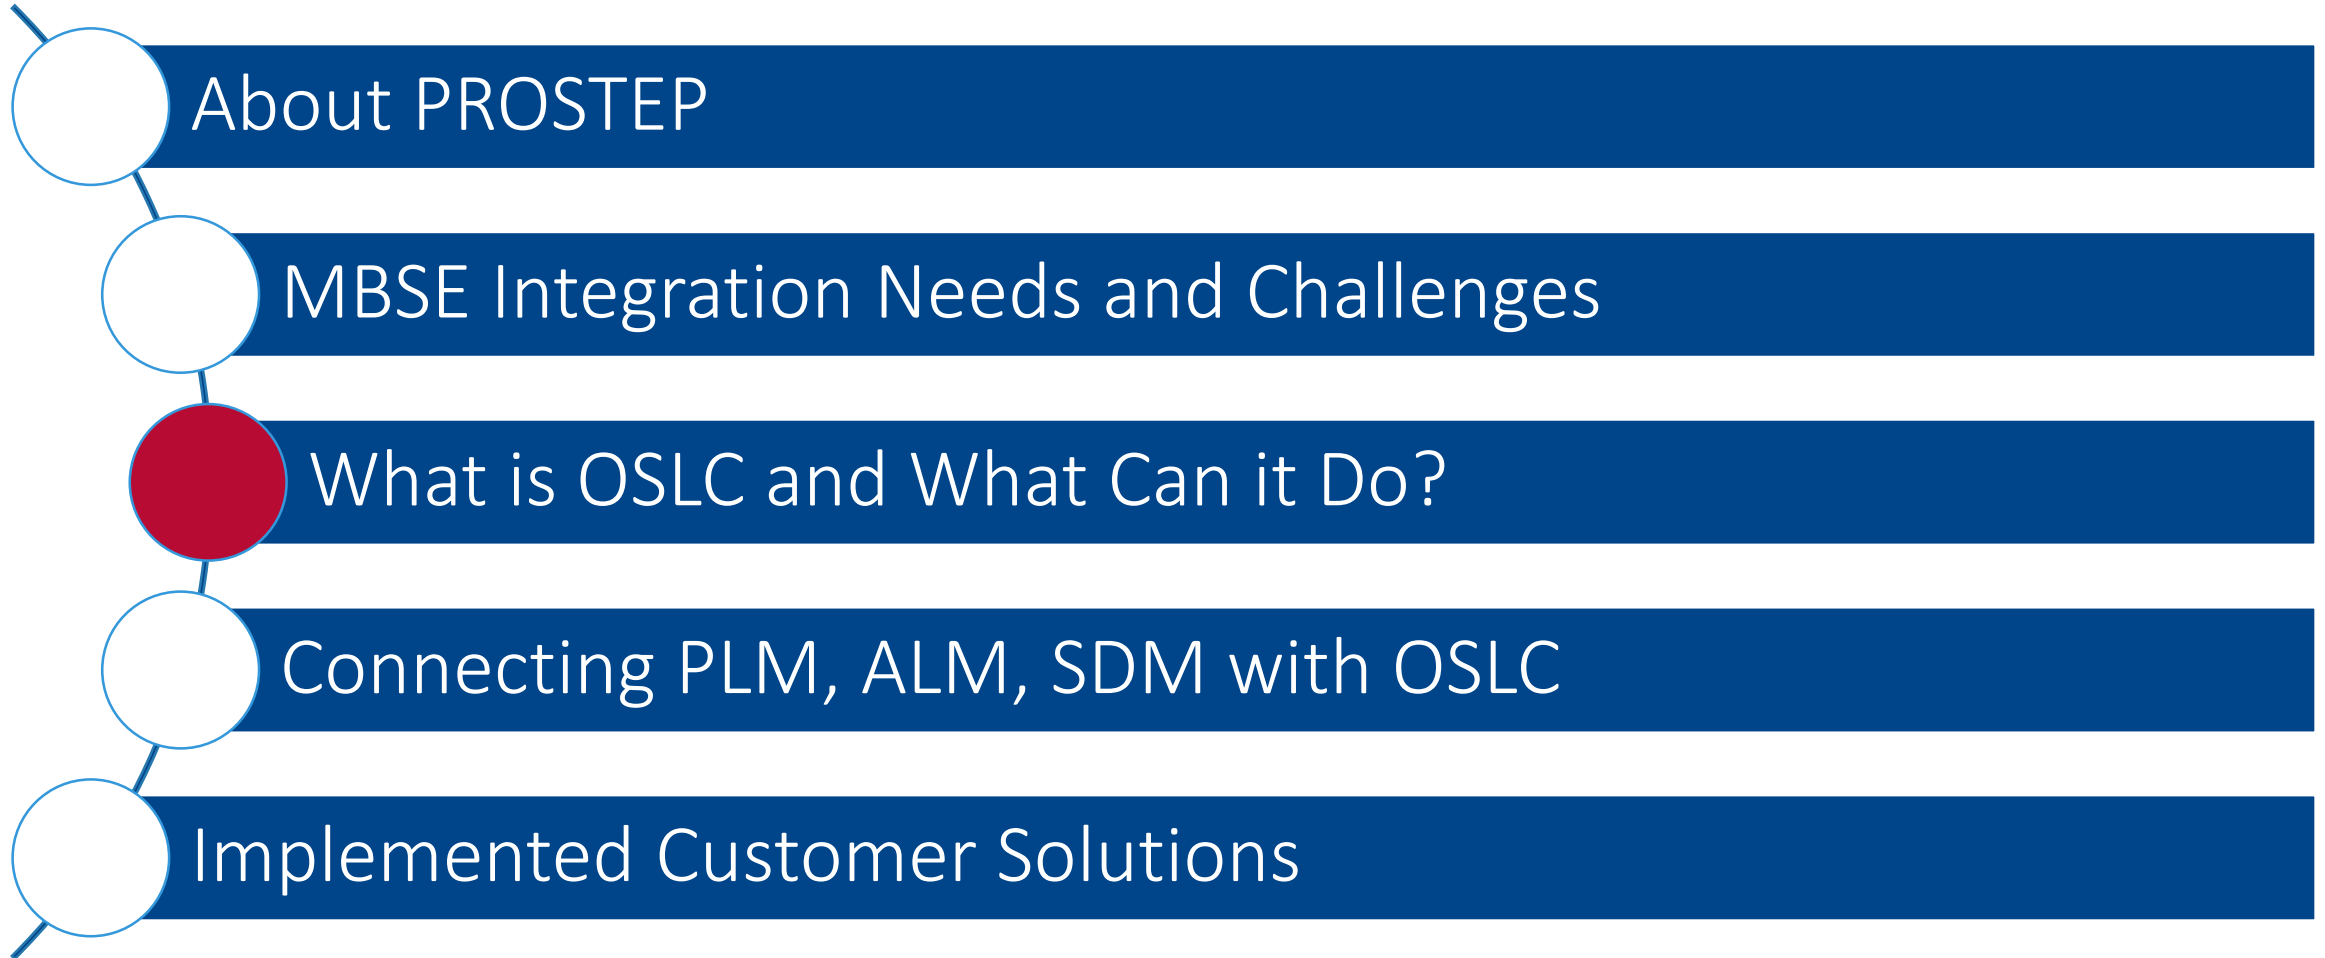 About PROSTEP
MBSE Integration Needs and Challenges
What is OSLC and What Can it Do?
Connecting PLM, ALM, SDM with OSLC
Implemented Customer Solutions